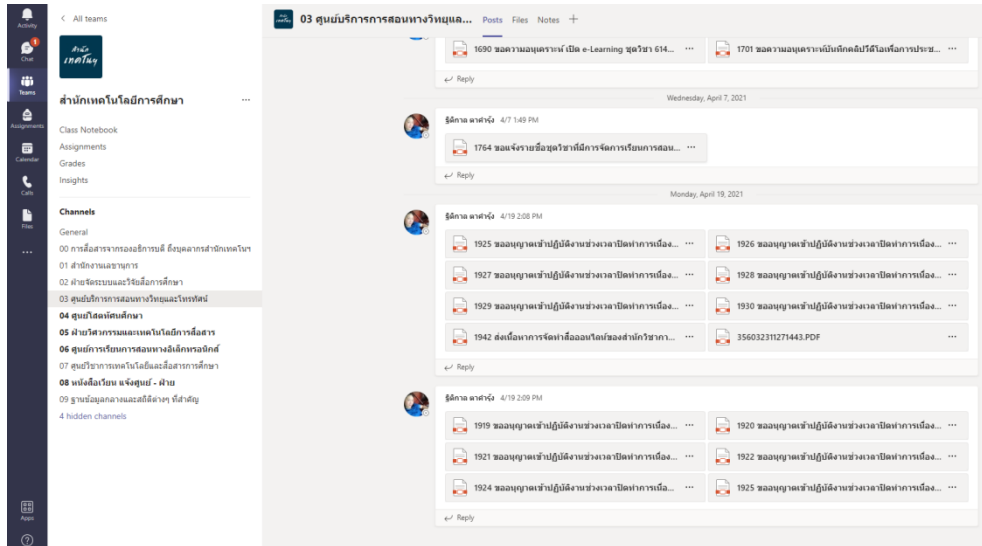 Activity
Chat
1
Teams
Assignments
Calendar
Calls
Files
Apps
All teams
สำนัก
เทคโนฯ
สำนักเทคโนโลยีการศึกษา
Class Notebook
Assignments
Grades
Insights
Channels
General
00 การสื่อสารจากรองอธิการบดี ถึงบุคลากรสำนักเทคโนฯ
01 สำนักงานเลขานุการ
02 ฝ่ายจัดระบบและวิจัยสื่อการศึกษา
03 ศูนย์บริการการสอนทางวิทยุและโทรทัศน์
04 ศูนย์โสตทัศนศึกษา
05 ฝ่ายวิศวกรรมและเทคโนโลยีการสื่อสาร
06 ศูนย์การเรียนการสอนทางอิเล็กทรอนิกส์
07 ศูนย์วิชาการเทคโนโลยีและสื่อสารการศึกษา
08 หนังสือเวียน แจ้งศูนย์ - ฝ่าย
09 ฐานข้อมูลกลางและสถิติต่างๆ ที่สำคัญ
4 hidden channels
03 ศูนย์บริการการสอนทางวิทยุแล... Posts Files Notes
1690 ขอความอนุเคราะห์ เปิด e-Learning ชุดวิชา 614...
1701 ขอความอนุเคราะห์บันทึกคลิปวีดีโอเพื่อการประช...
Reply
Wednesday, April 7, 2021
4/7 1:49 PM
1764 ขอแจ้งรายชื่อชุดวิชาที่มีการจัดการเรียนการสอน...
Reply
Monday, April 19, 2021
4/19 2:08 PM
1925 ขออนุญาตเข้าปฏิบัติงานช่วงเวลาปิดทำการเนื่อง...
1926 ขออนุญาตเข้าปฏิบัติงานช่วงเวลาปิดทำการเนื่อง...
1927 ขออนุญาตเข้าปฏิบัติงานช่วงเวลาปิดทำการเนื่อง...
1928 ขออนุญาตเข้าปฏิบัติงานช่วงเวลาปิดทำการเนื่อง...
1929 ขออนุญาตเข้าปฏิบัติงานช่วงเวลาปิดทำการเนื่อง...
1930 ขออนุญาตเข้าปฏิบัติงานช่วงเวลาปิดทำการเนื่อง...
1942 ส่งเนื้อหาการจัดทำสื่อออนไลน์ของสำนักวิชากา...
356032311271443.PDF
Reply
4/19 2:09 PM
1919 ขออนุญาตเข้าปฏิบัติงานช่วงเวลาปิดทำการเนื่อง...
1920 ขออนุญาตเข้าปฏิบัติงานช่วงเวลาปิดทำการเนื่อง...
1921 ขออนุญาตเข้าปฏิบัติงานช่วงเวลาปิดทำการเนื่อง...
1922 ขออนุญาตเข้าปฏิบัติงานช่วงเวลาปิดทำการเนื่อง...
1924 ขออนุญาตเข้าปฏิบัติงานช่วงเวลาปิดทำการเนื่อ...
1925 ขออนุญาตเข้าปฏิบัติงานช่วงเวลาปิดทำการเนื่อง...
Reply